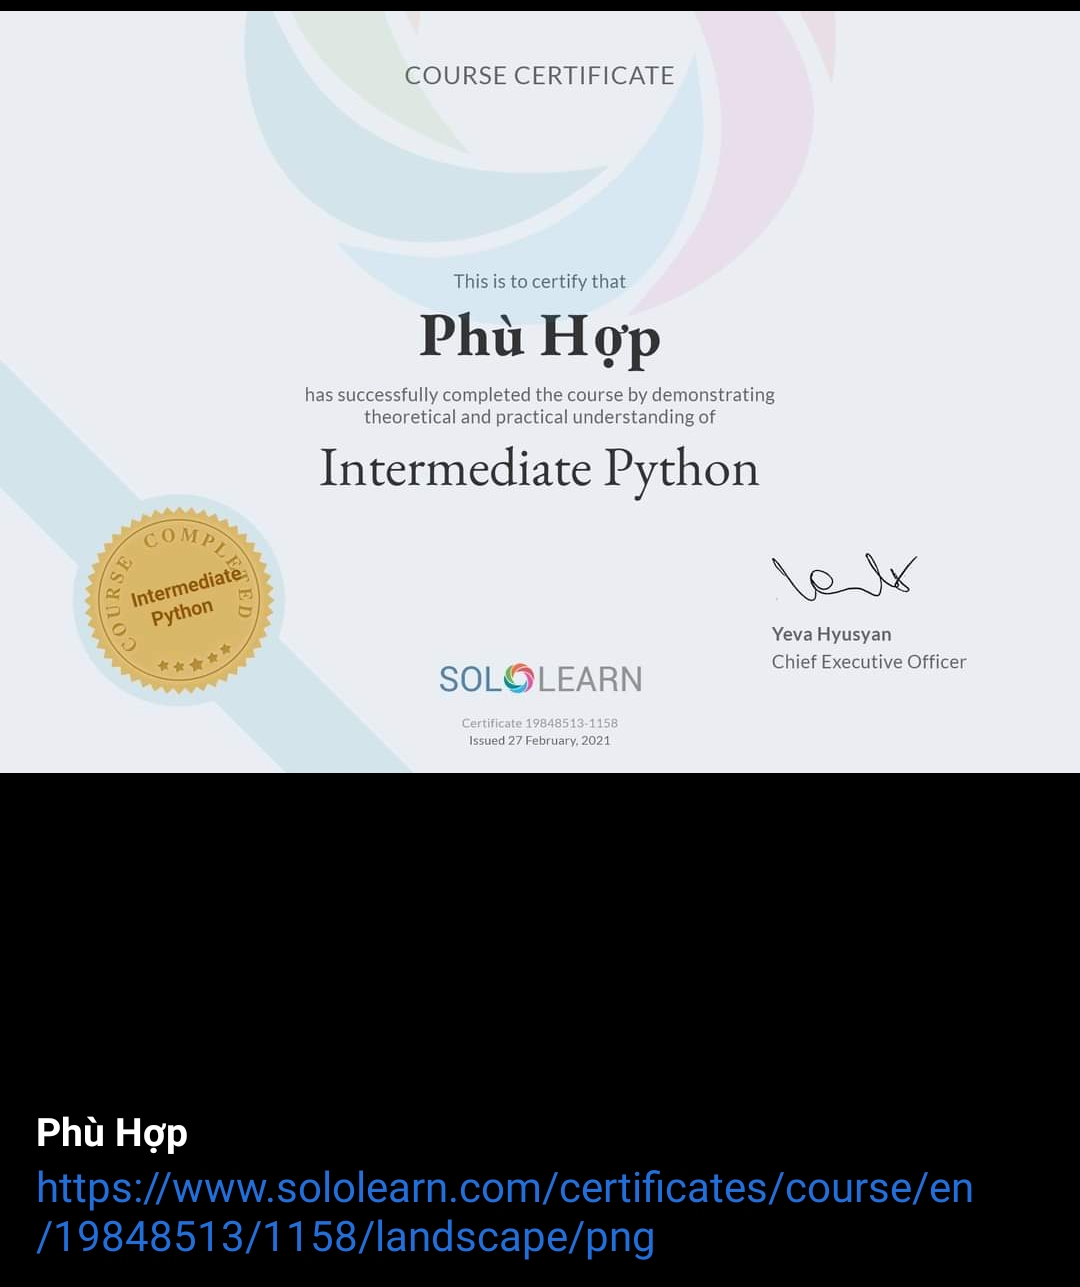 COURSE CERTIFICATE
This is to certify that
Phù Hợp
has successfully completed the course by demonstrating
theoretical and practical understanding of
Intermediate Python
COURSE COMPLETED
Intermediate
Python
Yeva Hyusyan
Chief Executive Officer
SOLOLEARN
Certificate 19848513-1158
Issued 27 February, 2021
Phù Hợp
https://www.sololearn.com/certificates/course/en
/19848513/1158/landscape/png